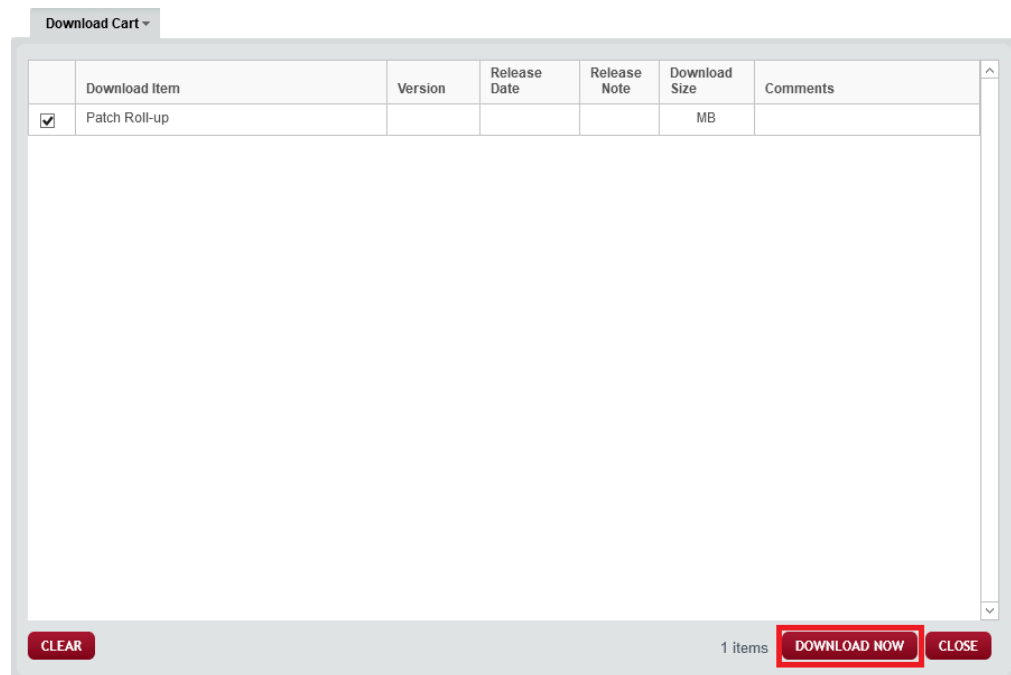 Download Cart
Download Item Version Release Date Release Note Download Size Comments
Patch Roll-up MB
CLEAR 1 items DOWNLOAD NOW CLOSE